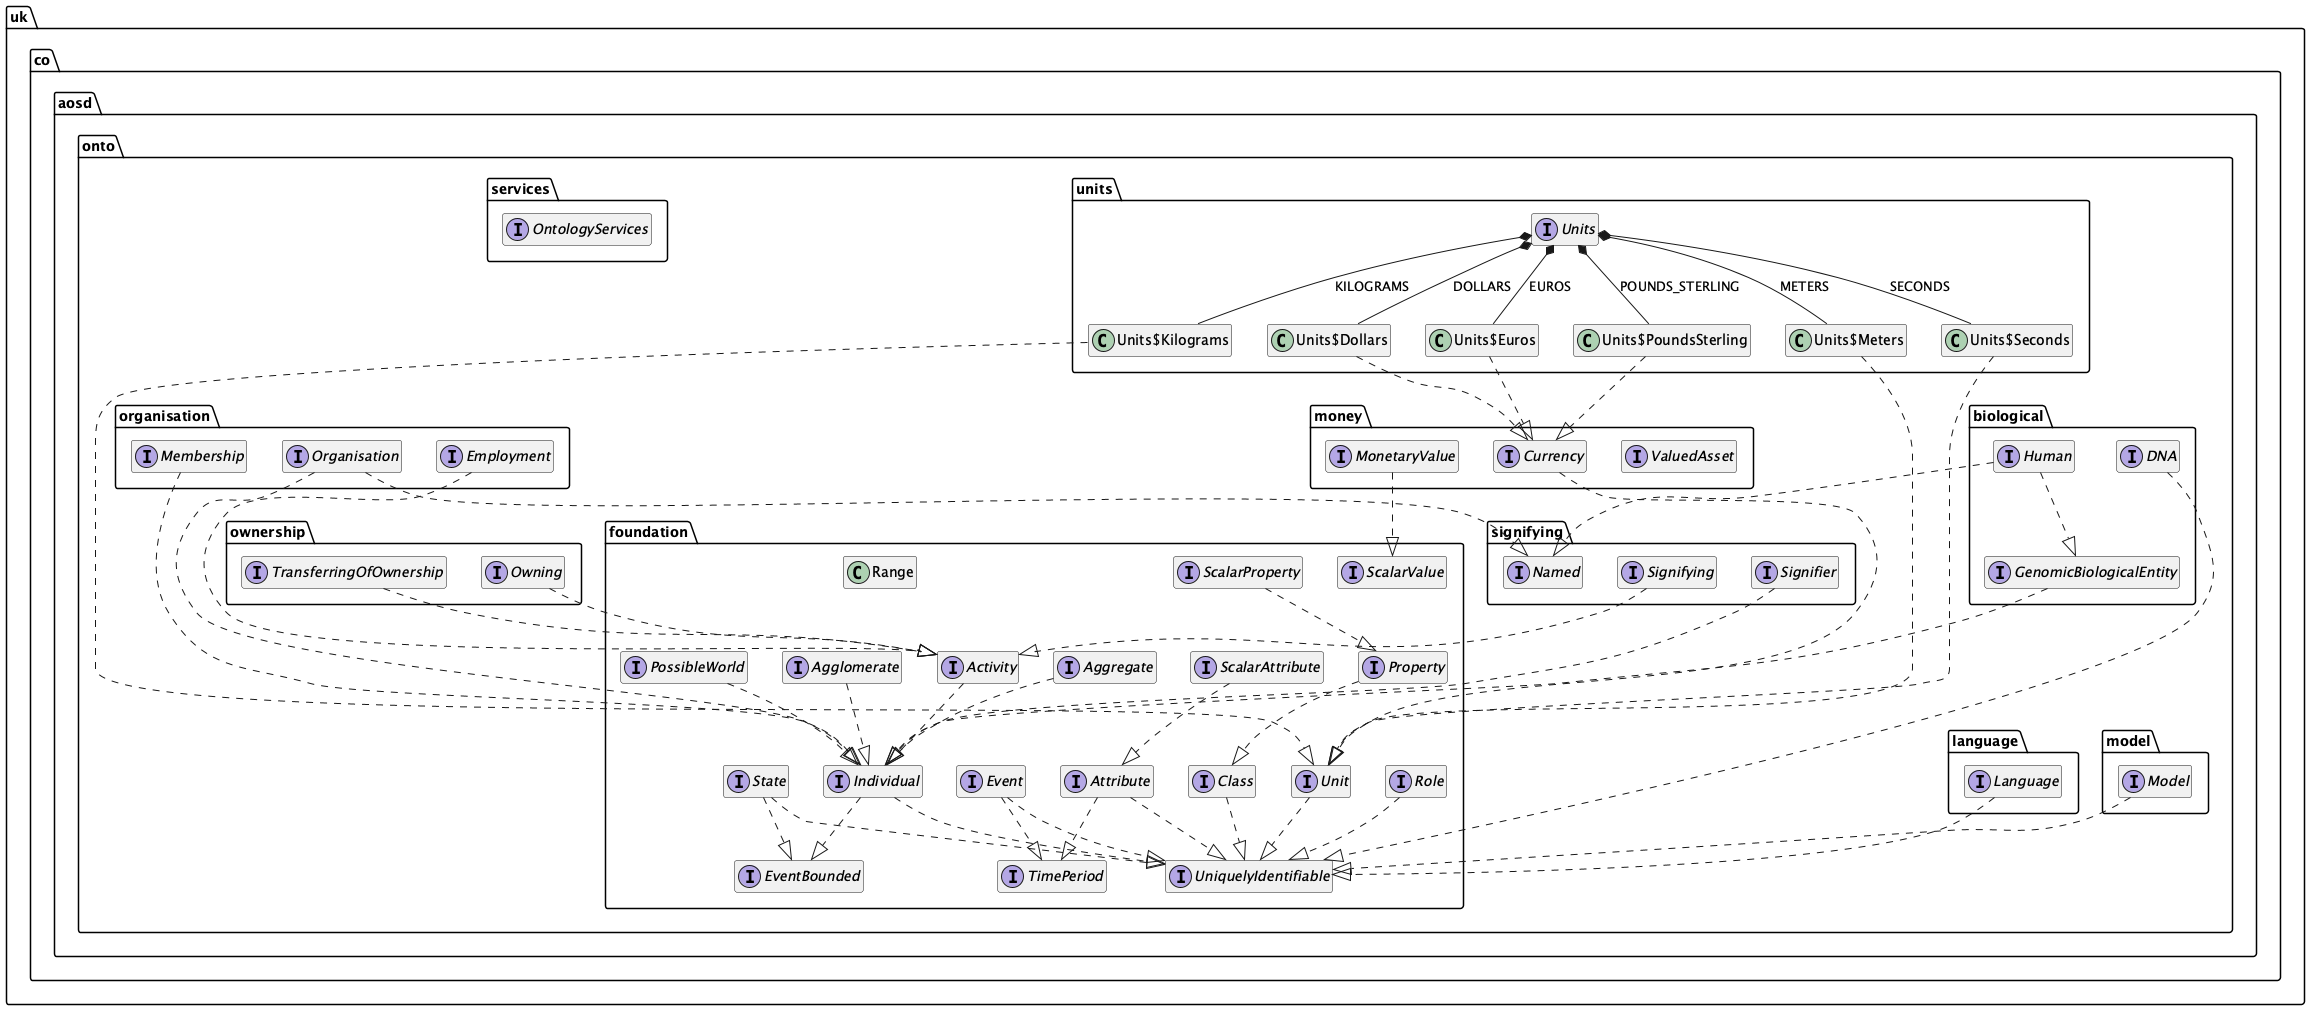 uk
co
aosd
onto
services
units
OntologyServices
Units
KILOGRAMS
DOLLARS
EUROS
POUNDS_STERLING
METERS
SECONDS
Units$Kilograms
Units$Dollars
Units$Euros
Units$PoundsSterling
Units$Meters
Units$Seconds
organisation
money
biological
Membership
Organisation
Employment
MonetaryValue
Currency
ValuedAsset
Human
DNA
ownership
foundation
signifying
TransferringOfOwnership
Owning
Range
ScalarProperty
ScalarValue
Named
Signifying
Signifier
GenomicBiologicalEntity
PossibleWorld
Agglomerate
Activity
Aggregate
ScalarAttribute
Property
language
model
State
Individual
Event
Attribute
Class
Unit
Role
Language
Model
EventBounded
TimePeriod
UniquelyIdentifiable